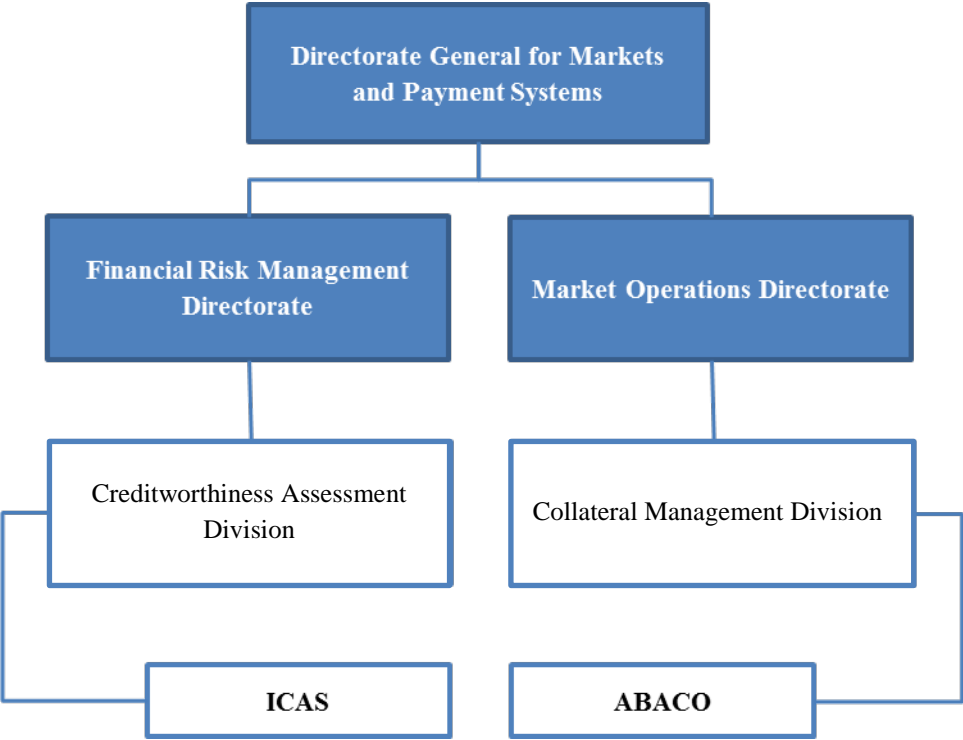 Directorate General for Markets
and Payment Systems
Financial Risk Management
Directorate
Market Operations Directorate
Creditworthiness Assessment
Division
Collateral Management Division
ICAS
ABACO